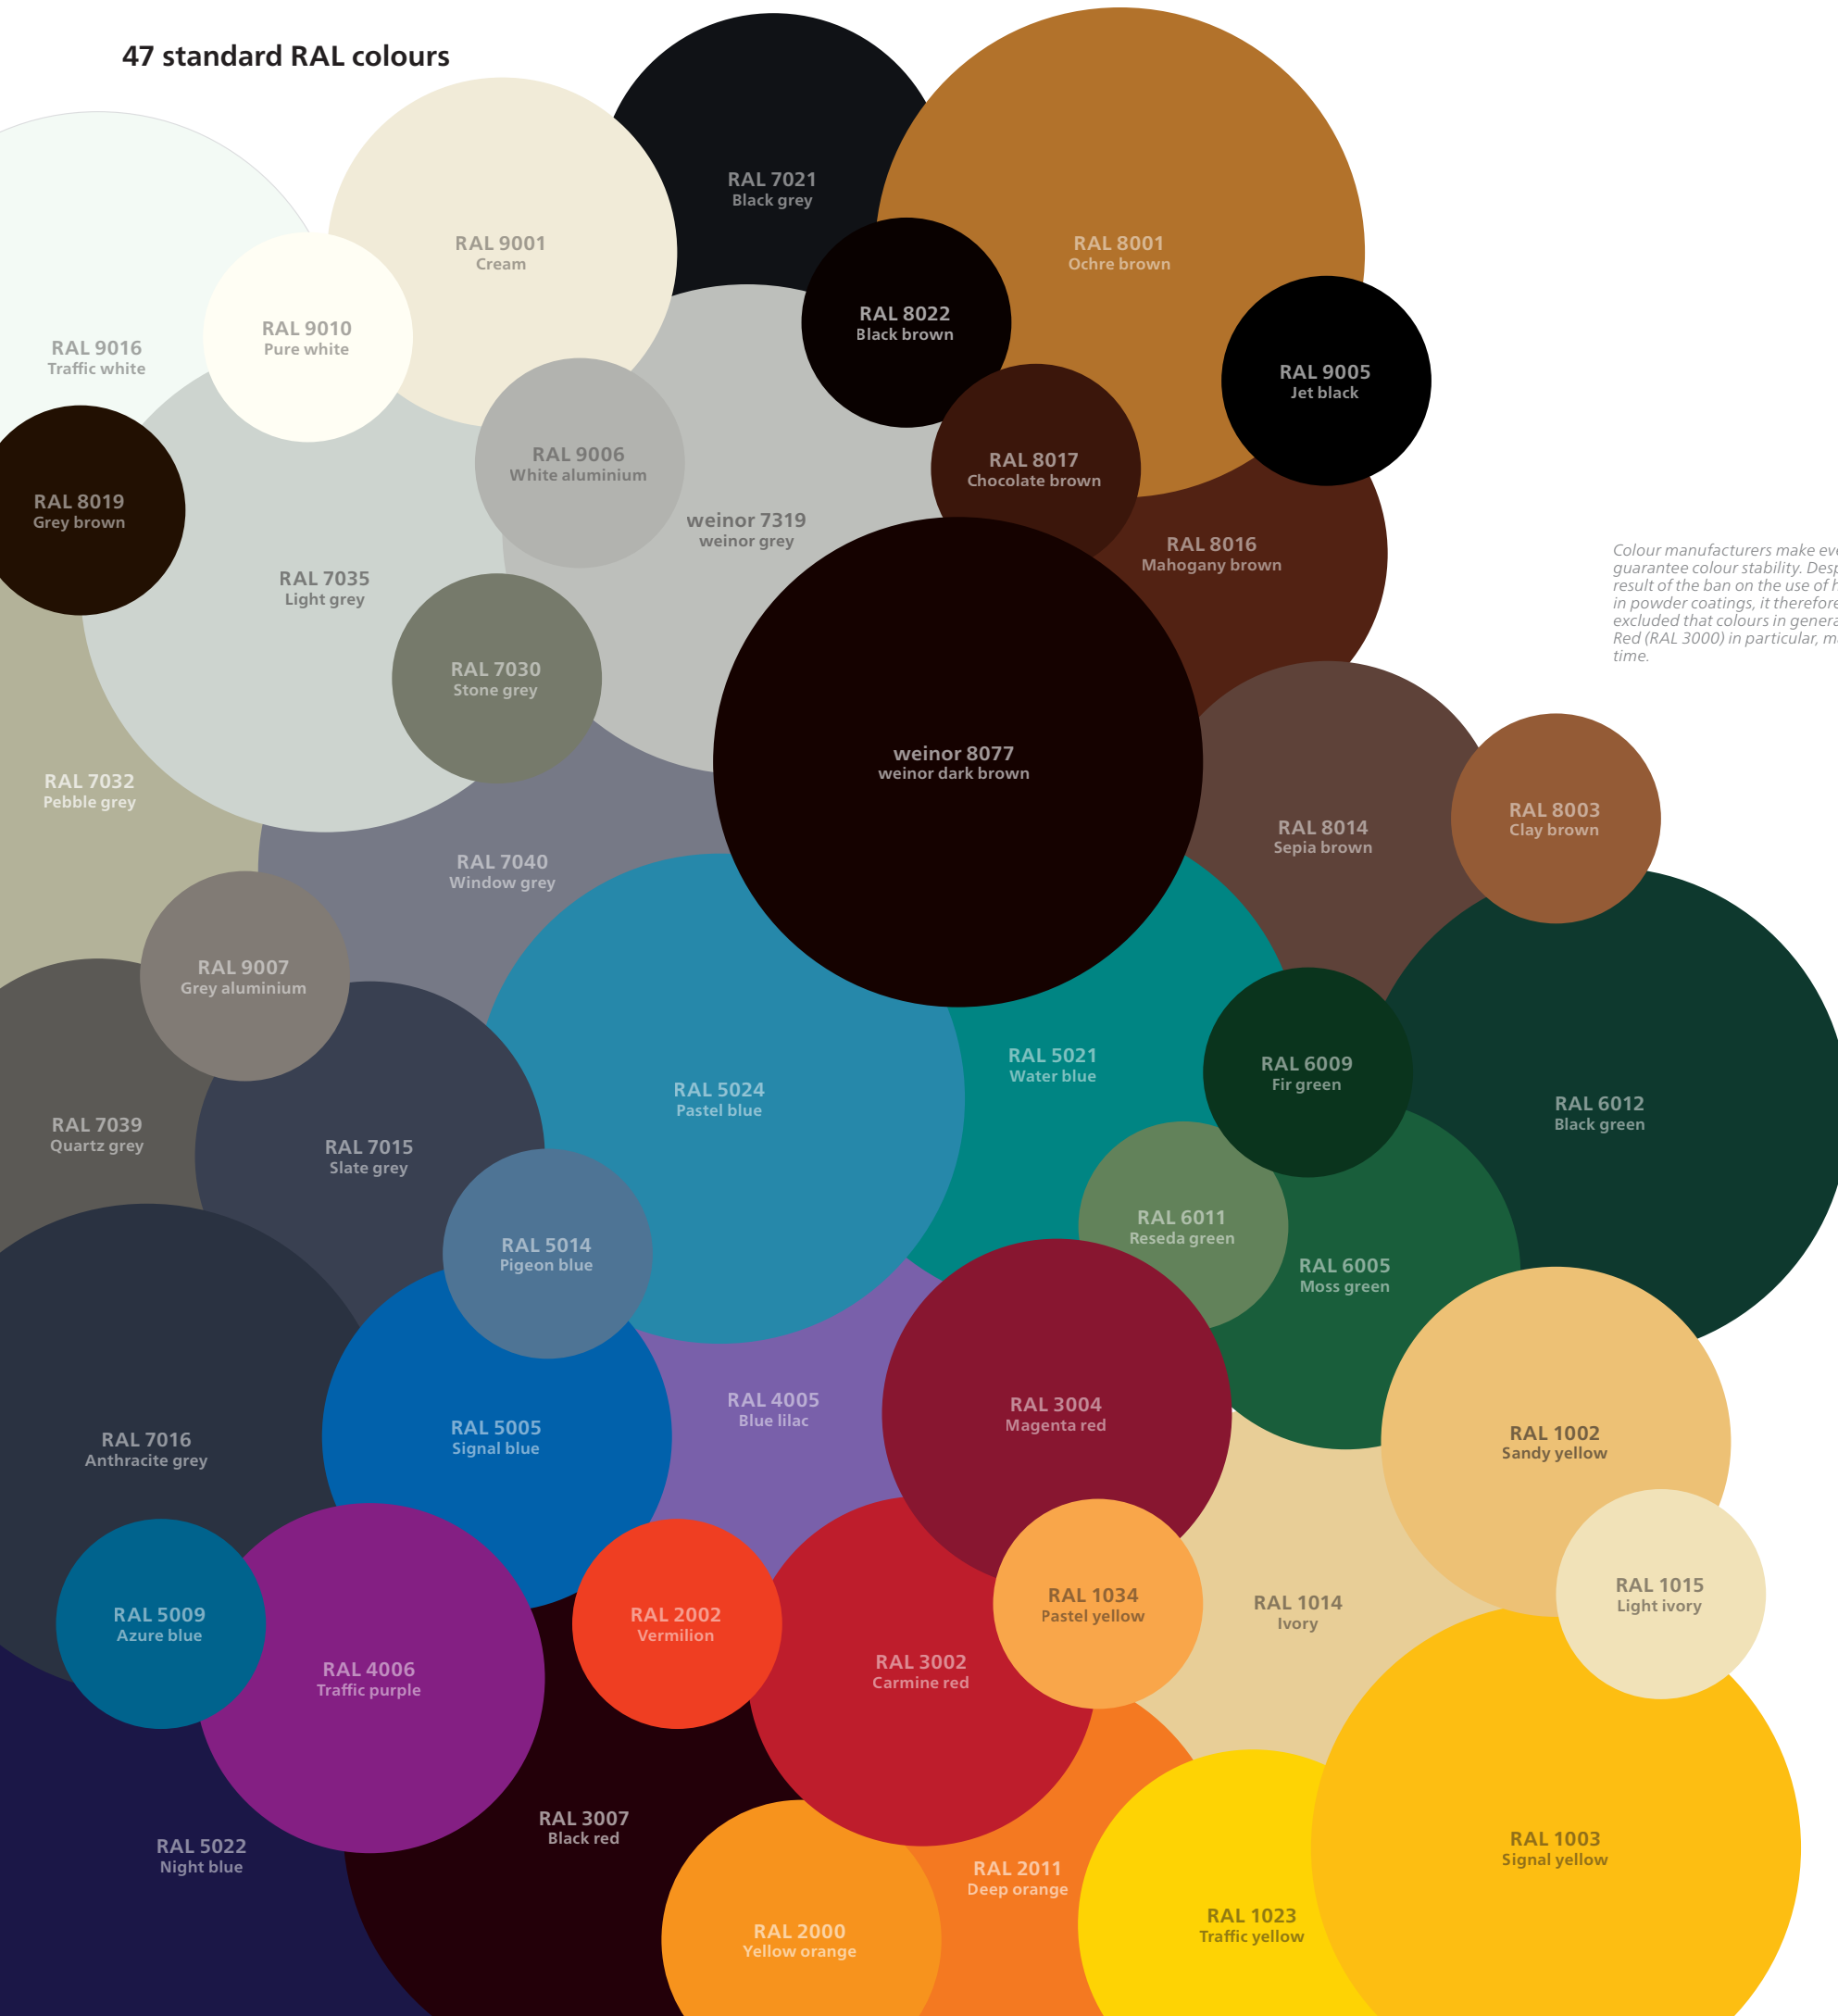 47 standard RAL colours
RAL 7021
Black grey
RAL 9001
Cream
RAL 8001
Ochre brown
RAL 8022
Black brown
RAL 9010
Pure white
RAL 9016
Traffic white
RAL 9005
Jet black
RAL 9006
White aluminium
RAL 8017
Chocolate brown
RAL 8019
Grey brown
weinor 7319
weinor grey
RAL 8016
Mahogany brown
Colour manufacturers make eve
guarantee colour stability. Desp
result of the ban on the use of h
in powder coatings, it therefore
excluded that colours in genera
Red (RAL 3000) in particular, m
time.
RAL 7035
Light grey
RAL 7030
Stone grey
weinor 8077
weinor dark brown
RAL 7032
Pebble grey
RAL 8003
Clay brown
RAL 8014
Sepia brown
RAL 7040
Window grey
RAL 9007
Grey aluminium
RAL 5021
Water blue
RAL 6009
Fir green
RAL 5024
Pastel blue
RAL 6012
Black green
RAL 7039
Quartz grey
RAL 7015
Slate grey
RAL 6011
Reseda green
RAL 5014
Pigeon blue
RAL 6005
Moss green
RAL 4005
Blue lilac
RAL 3004
Magenta red
RAL 5005
Signal blue
RAL 1002
Sandy yellow
RAL 7016
Anthracite grey
RAL 1015
Light ivory
RAL 1034
Pastel yellow
RAL 1014
Ivory
RAL 5009
Azure blue
RAL 2002
Vermilion
RAL 3002
Carmine red
RAL 4006
Traffic purple
RAL 3007
Black red
RAL 1003
Signal yellow
RAL 5022
Night blue
RAL 2011
Deep orange
RAL 1023
Traffic yellow
RAL 2000
Yellow orange